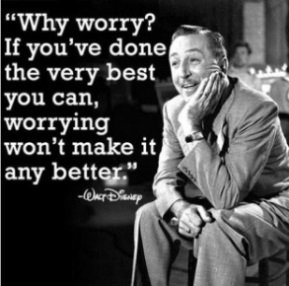 “Why worry?
If you’ve done
the very best
you can,
worrying
won’t make it
any better.”
-Walt Disney